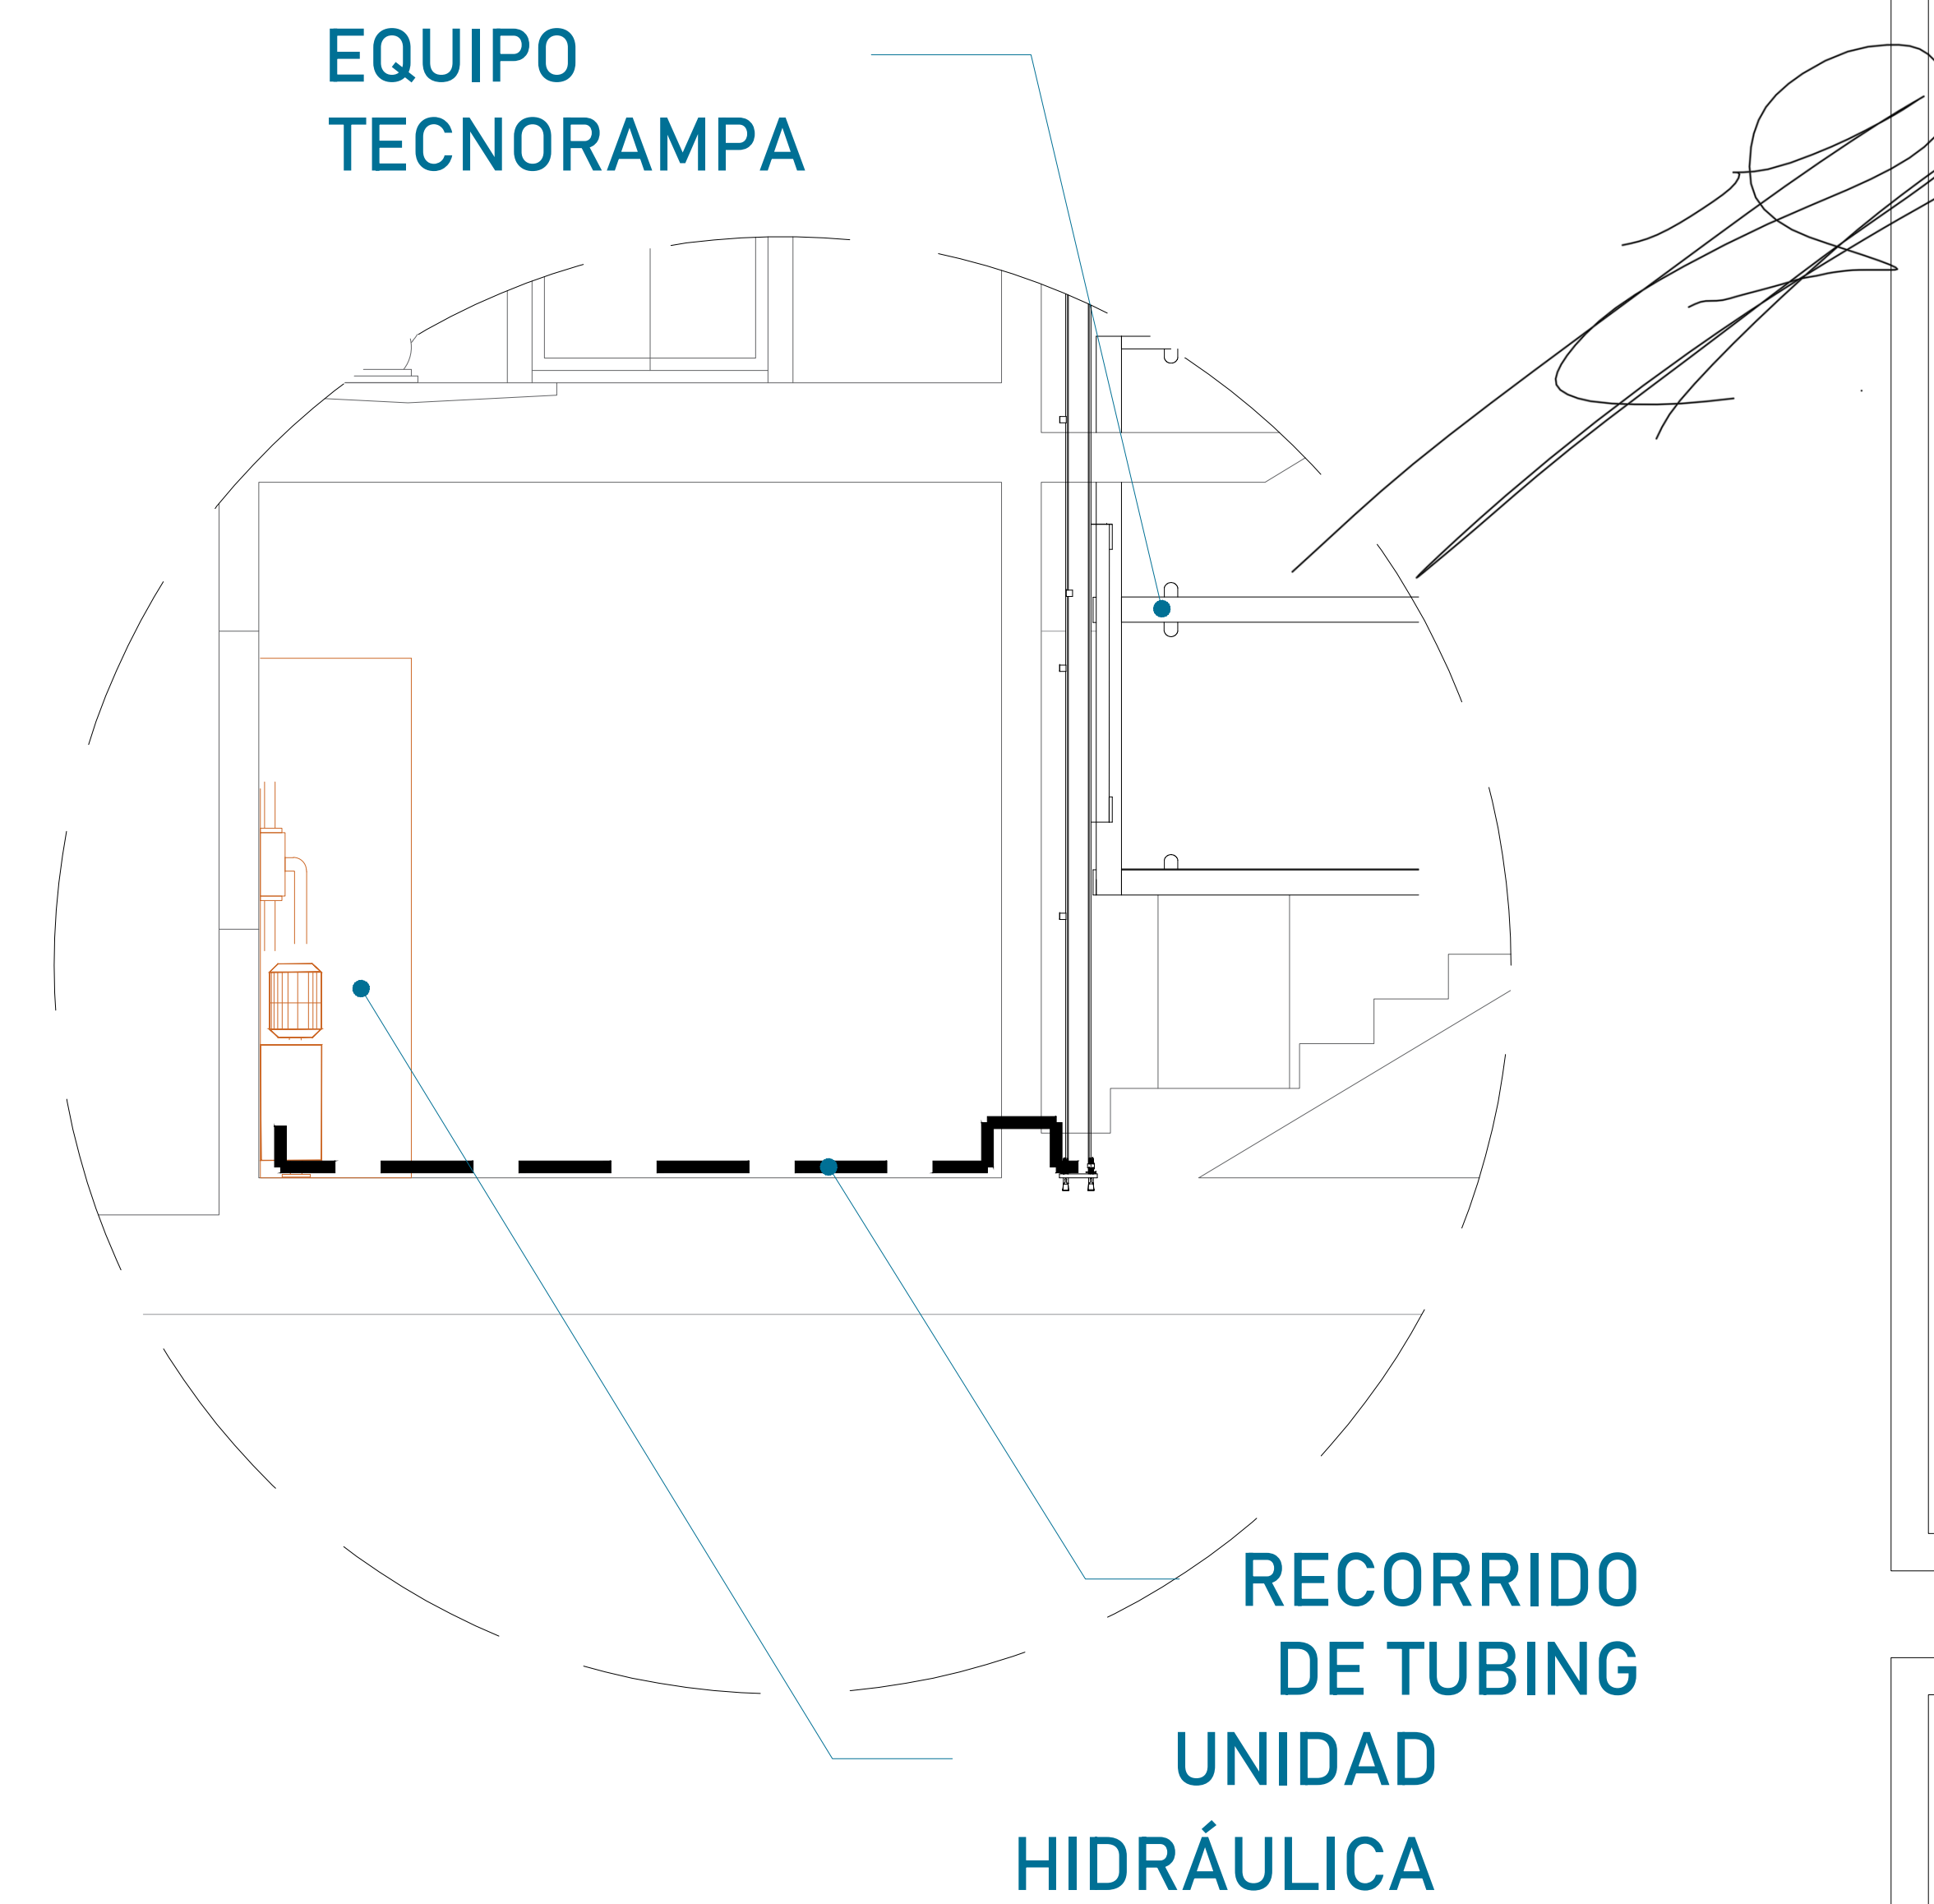 EQUIPO
TECNORAMPA
RECORRIDO
DE TUBING
UNIDAD
HIDRÁULICA